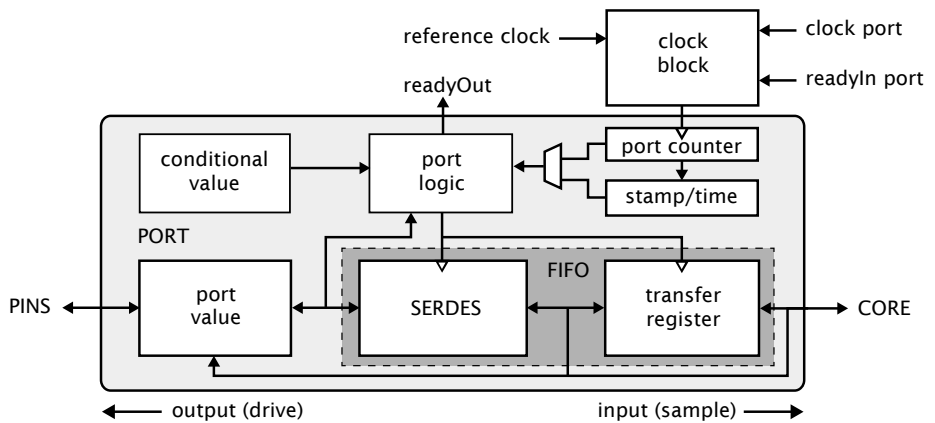 reference clock
clock
block
clock port
readyIn port
readyOut
conditional
value
port
logic
port counter
stamp/time
PORT
FIFO
PINS
port
value
SERDES
transfer
register
CORE
output (drive)
input (sample)